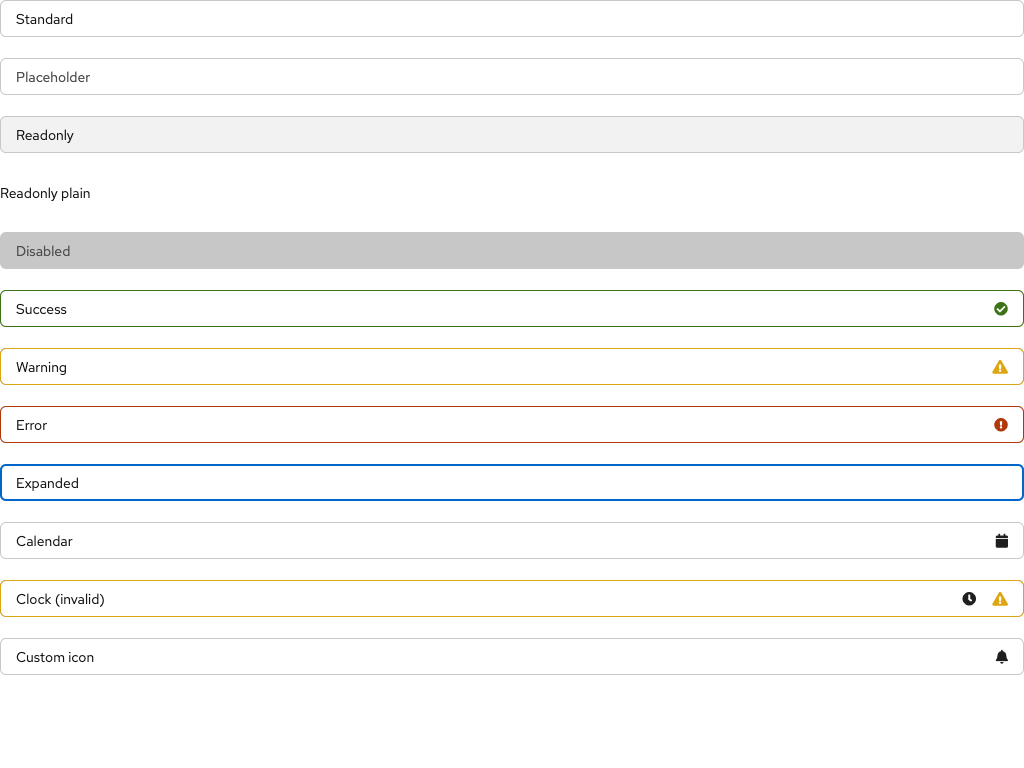 Standard
Placeholder
Readonly
Readonly plain
Disabled
Success
Warning
Error
Expanded
Calendar
Clock (invalid)
Custom icon